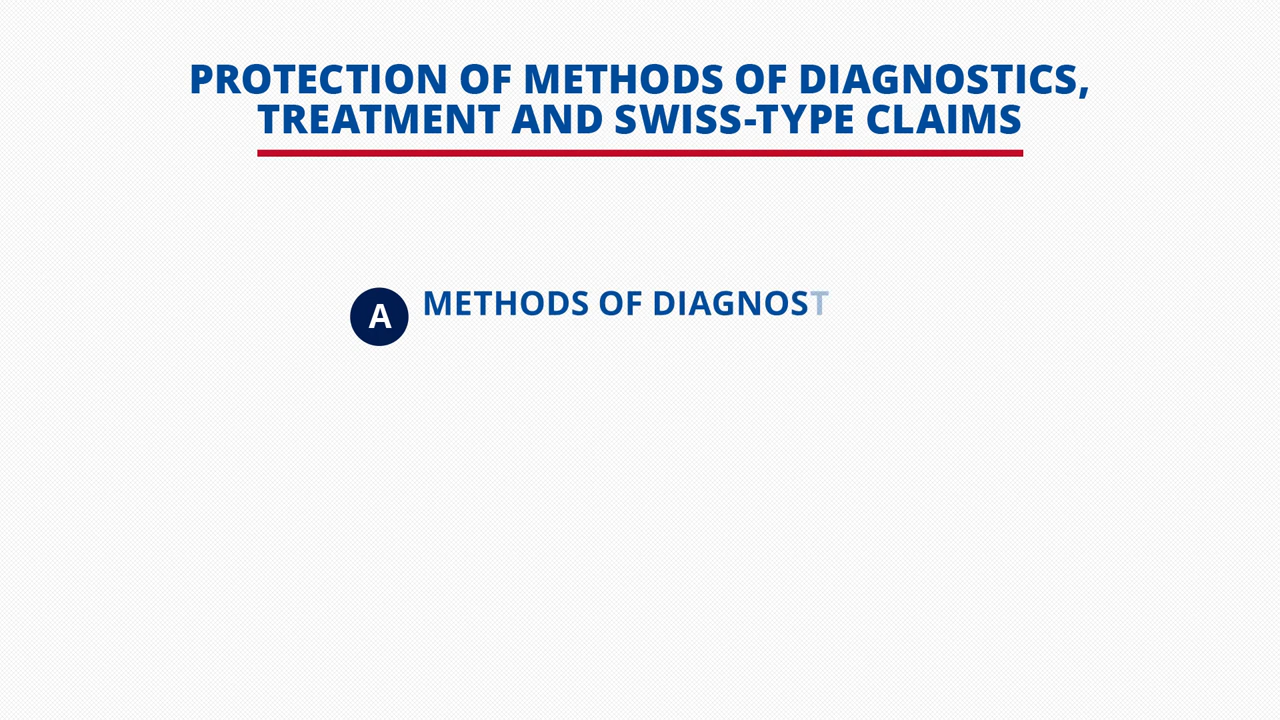 PROTECTION OF METHODS OF DIAGNOSTICS,
TREATMENT AND SWISS-TYPE CLAIMS
A METHODS OF DIAGNOST